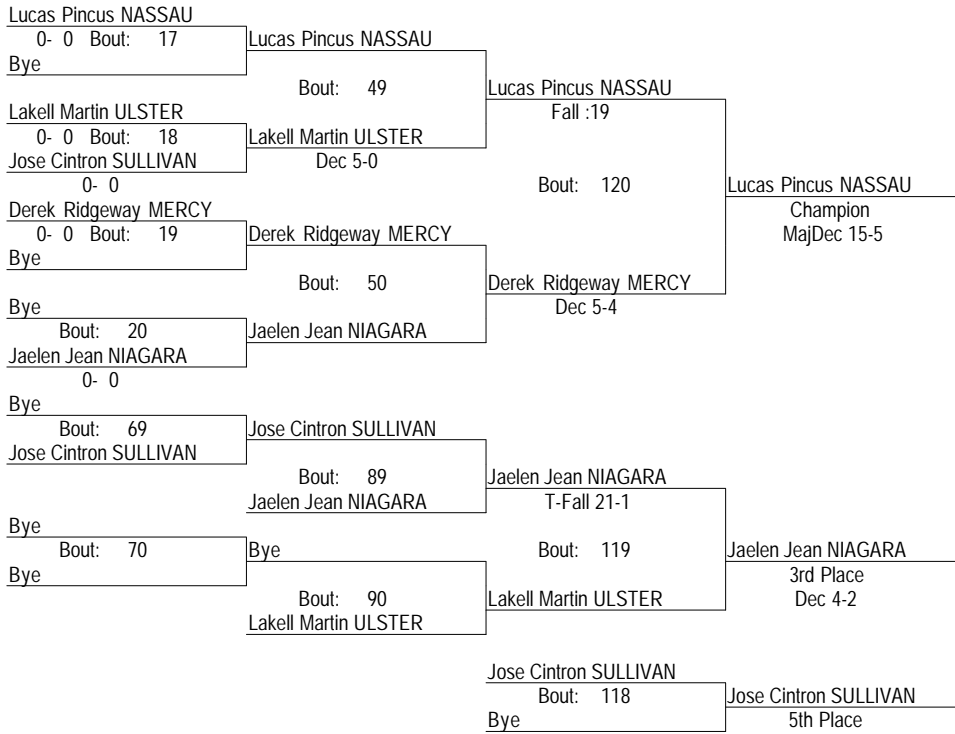 Lucas Pincus NASSAU
0- 0 Bout: 17
Lucas Pincus NASSAU
Bye
Bout: 49
Lucas Pincus NASSAU
Lakell Martin ULSTER
Fall :19
0- 0 Bout: 18
Lakell Martin ULSTER
Jose Cintron SULLIVAN
Dec 5-0
0- 0
Bout: 120
Lucas Pincus NASSAU
Derek Ridgeway MERCY
Champion
0- 0 Bout: 19
Derek Ridgeway MERCY
MajDec 15-5
Bye
Bout: 50
Derek Ridgeway MERCY
Bye
Dec 5-4
Bout: 20
Jaelen Jean NIAGARA
Jaelen Jean NIAGARA
0- 0
Bye
Bout: 69
Jose Cintron SULLIVAN
Jose Cintron SULLIVAN
Bout: 89
Jaelen Jean NIAGARA
Jaelen Jean NIAGARA
T-Fall 21-1
Bye
Bout: 70
Bye
Bout: 119
Jaelen Jean NIAGARA
Bye
3rd Place
Bout: 90
Lakell Martin ULSTER
Dec 4-2
Lakell Martin ULSTER
Jose Cintron SULLIVAN
Bout: 118
Jose Cintron SULLIVAN
Bye
5th Place